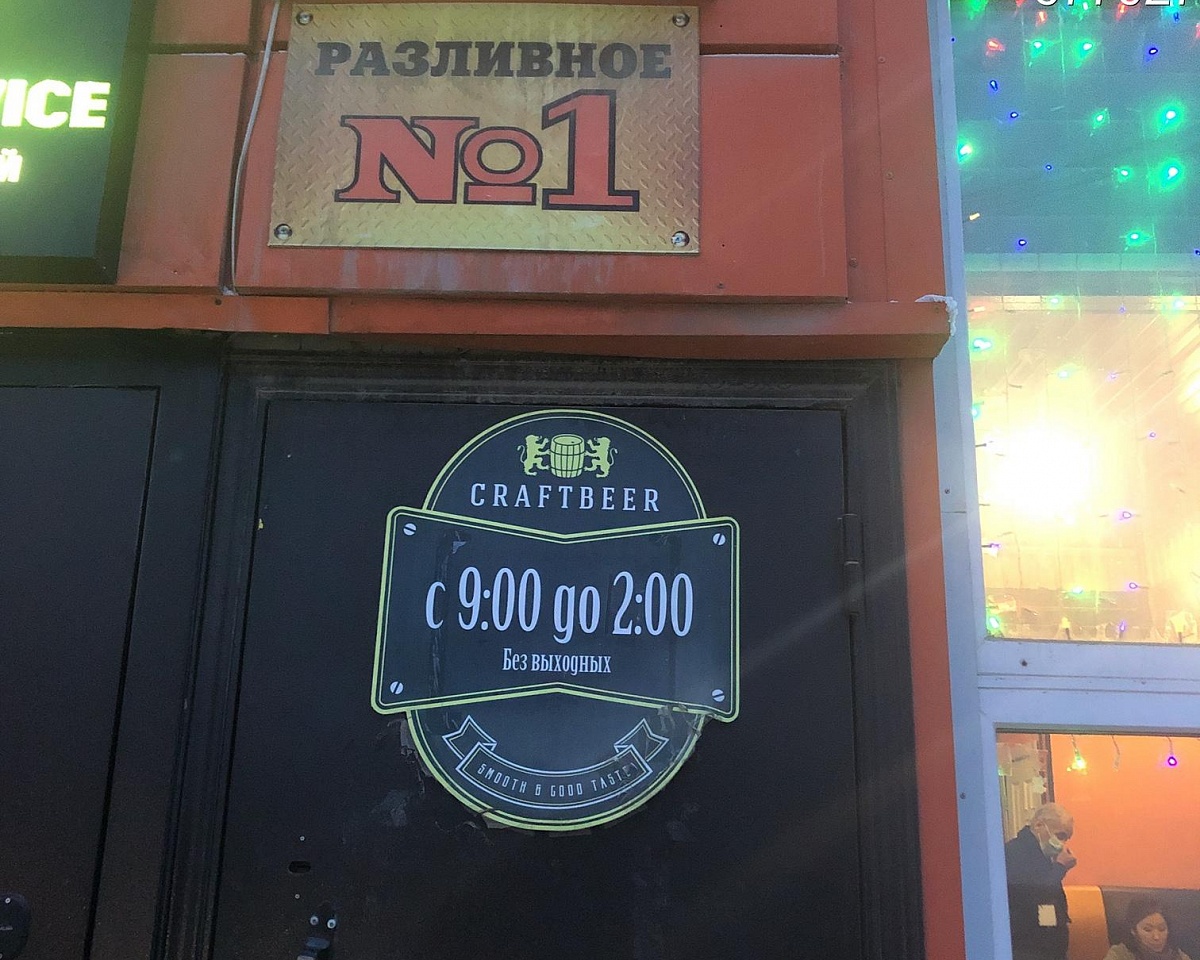 РАЗЛИВНОЕ
№1
CRAFTBEER
с 9:00 до 2:00
Без выходных
SMOOTH & GOOD TASTE